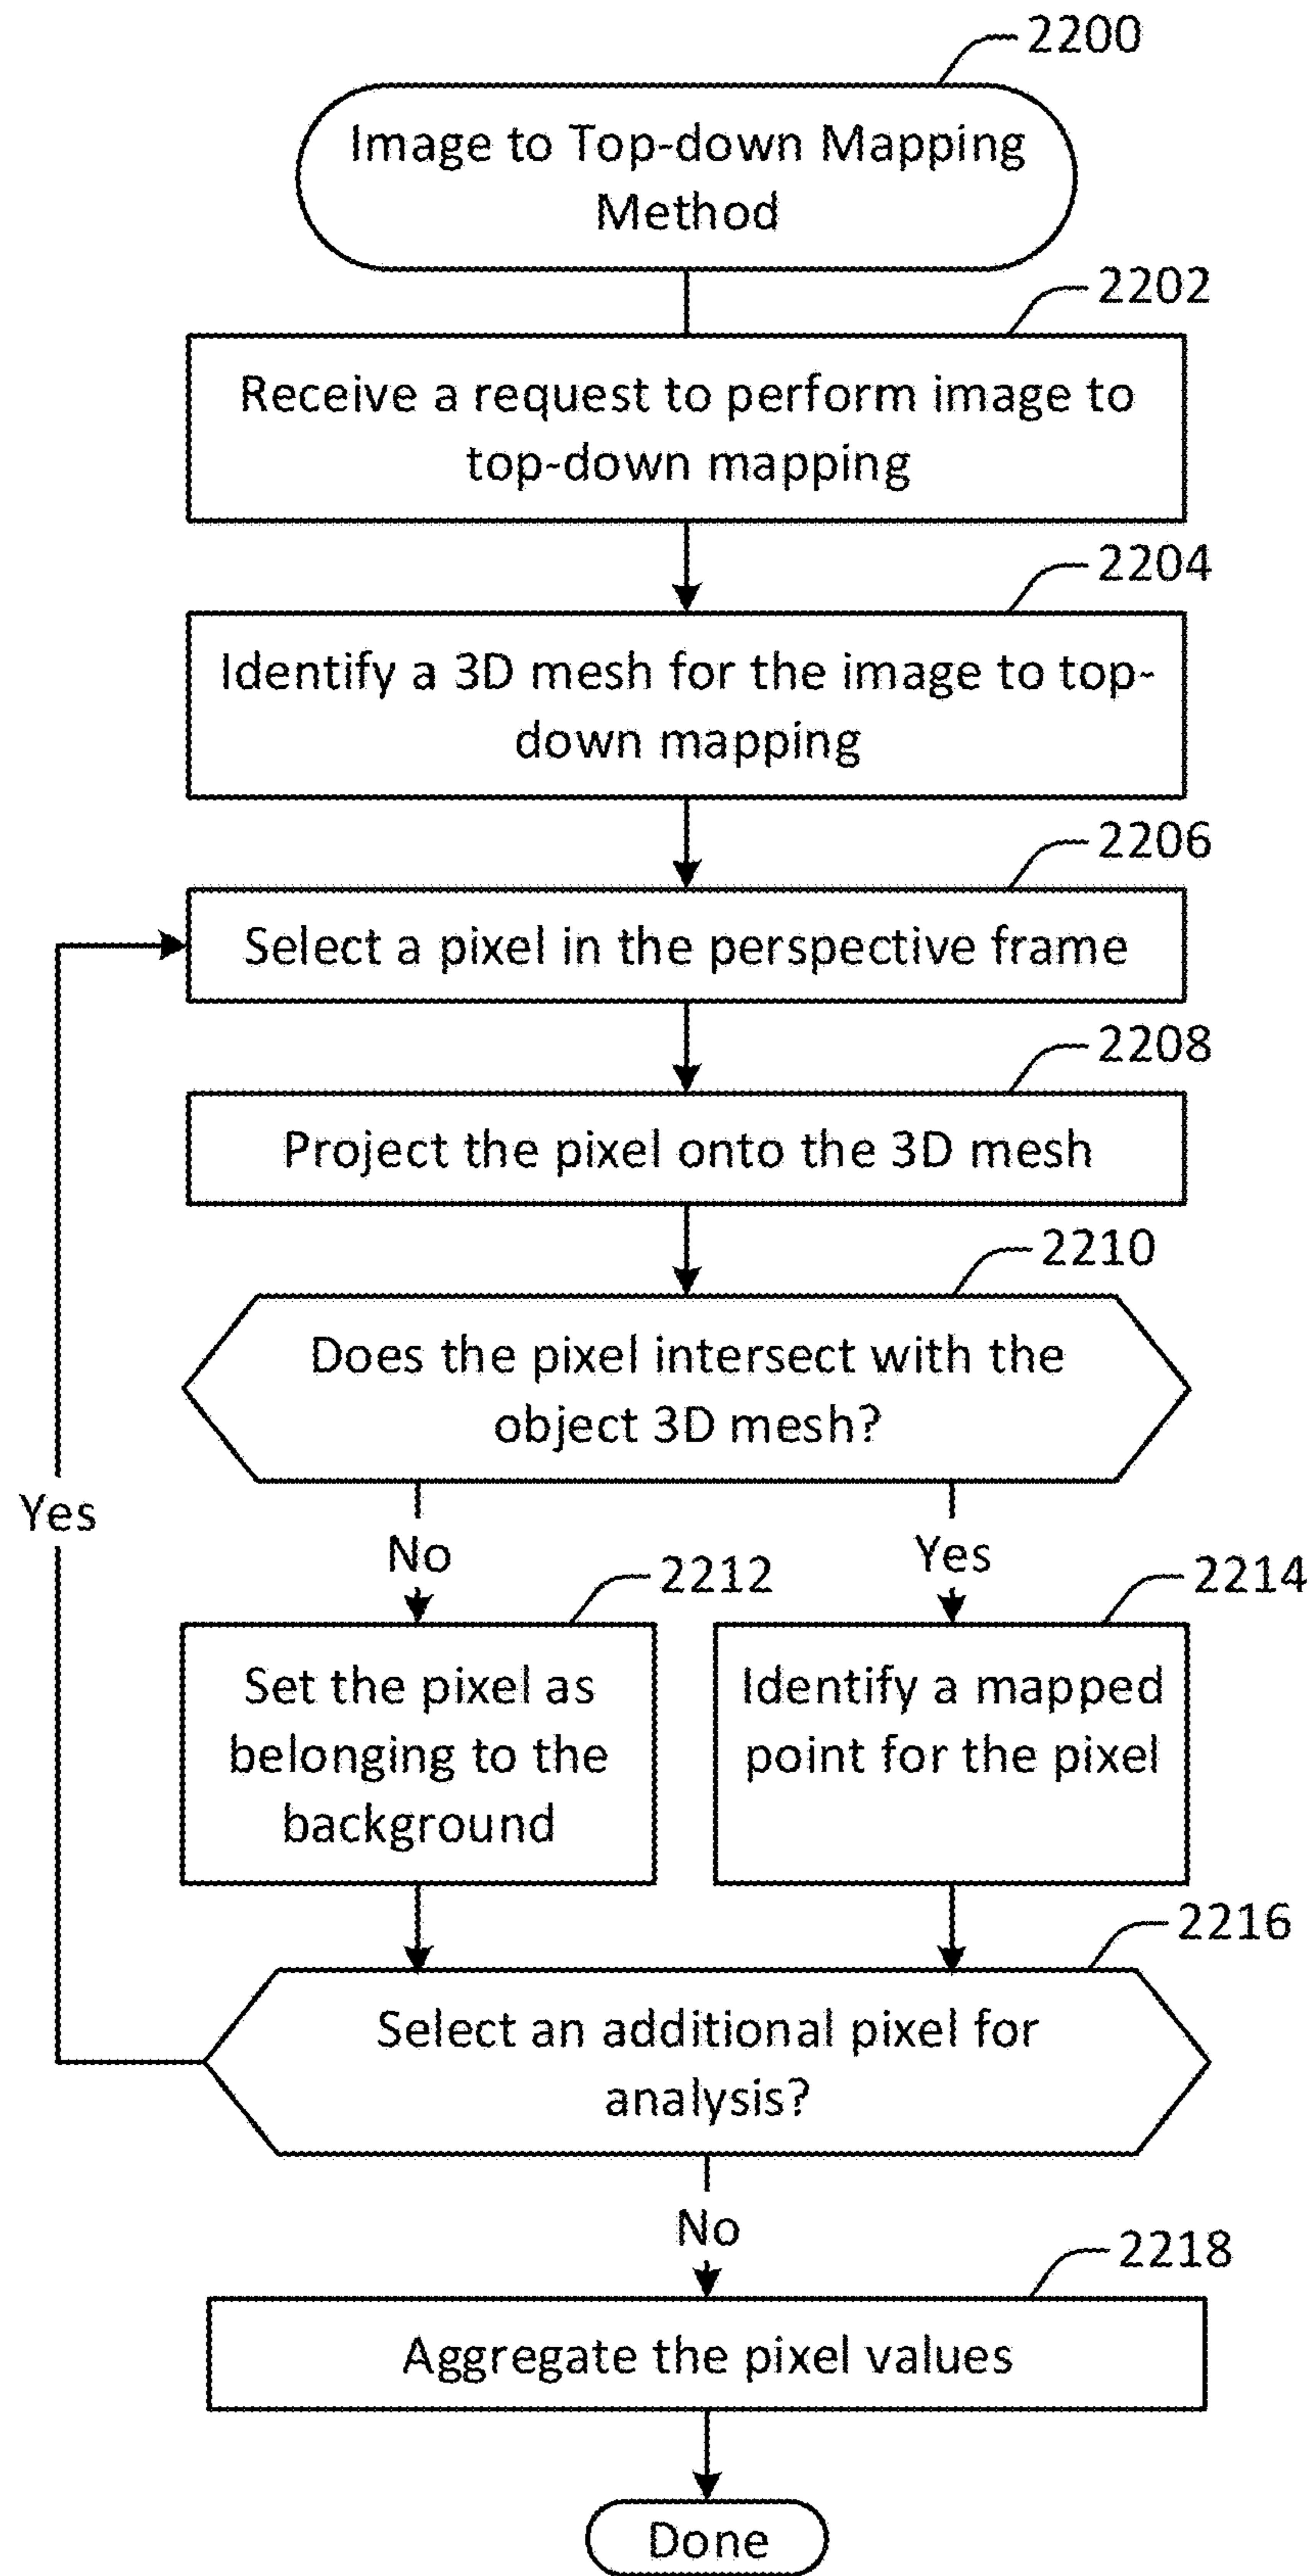 2200
Image to Top-down Mapping
Method
2202
Receive a request to perform image to
top-down mapping
2204
Identify a 3D mesh for the image to top-
down mapping
2206
Select a pixel in the perspective frame
2208
Project the pixel onto the 3D mesh
2210
Does the pixel intersect with the
object 3D mesh?
Yes
No
Yes
2212
2214
Set the pixel as
belonging to the
background
Identify a mapped
point for the pixel
2216
Select an additional pixel for
analysis?
No
2218
Aggregate the pixel values
Done